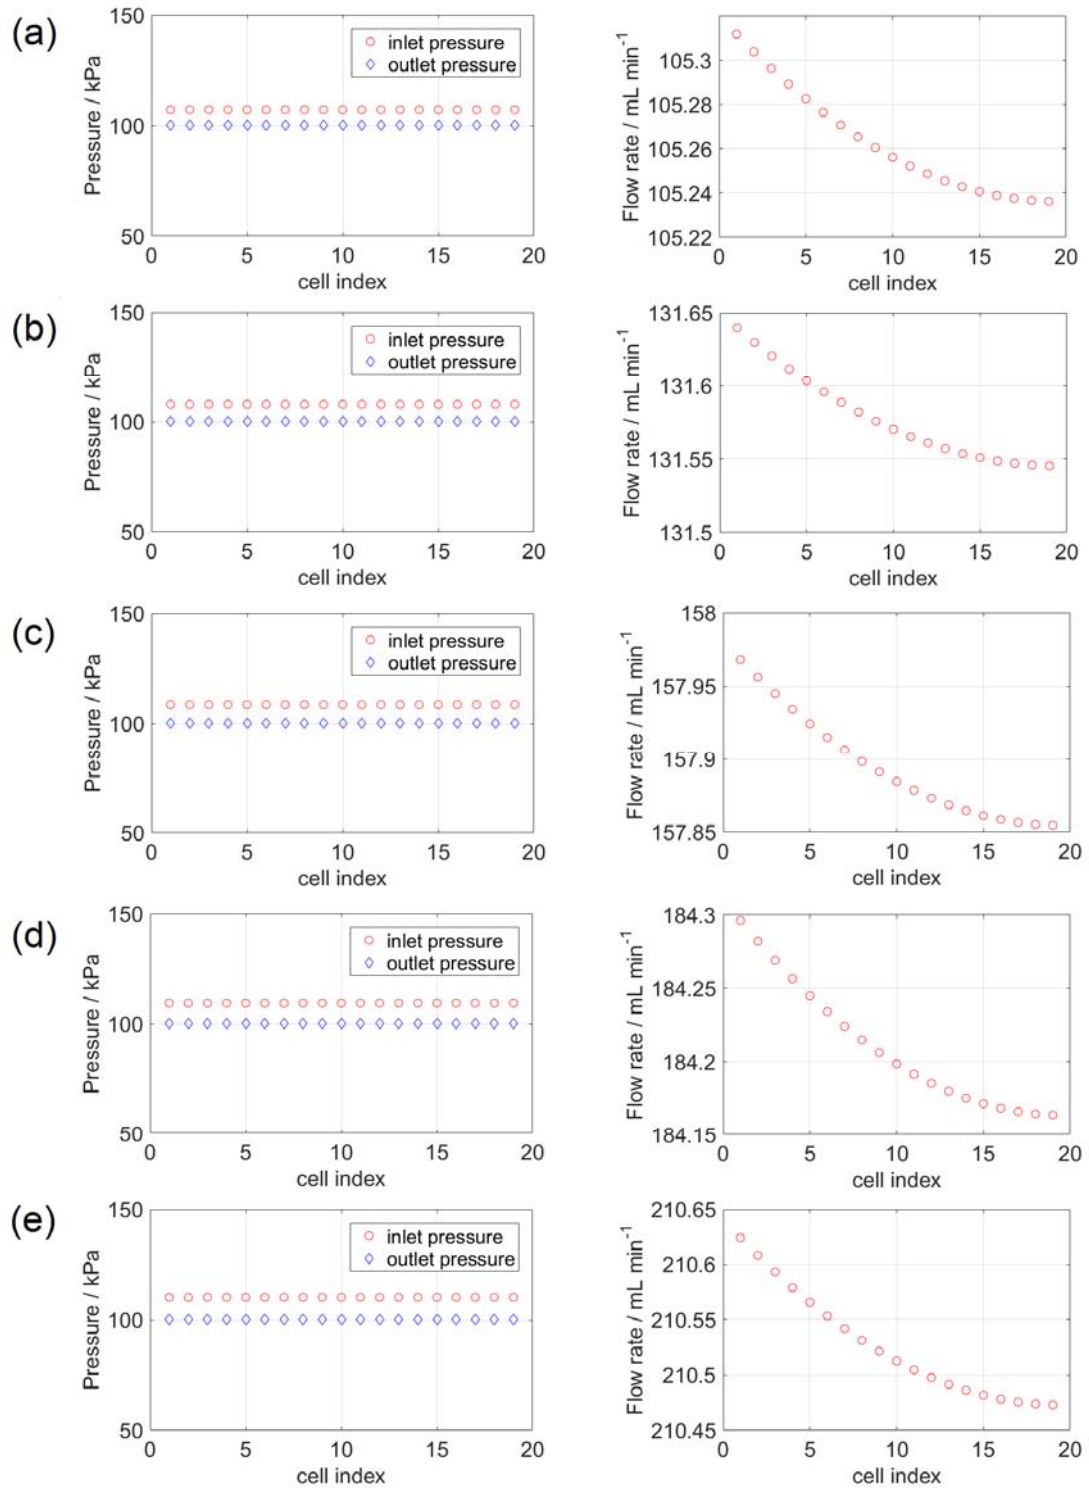 (a)
150
100
50
Pressure / kPa
inlet pressure
outlet pressure
0 5 10 15 20
cell index
105.3
105.28
105.26
105.24
105.22
Flow rate / mL min-1
0 5 10 15 20
cell index
(b)
150
100
50
Pressure / kPa
inlet pressure
outlet pressure
0 5 10 15 20
cell index
131.65
131.6
131.55
131.5
Flow rate / mL min-1
0 5 10 15 20
cell index
(c)
150
100
50
Pressure / kPa
inlet pressure
outlet pressure
0 5 10 15 20
cell index
158
157.95
157.9
157.85
Flow rate / mL min-1
0 5 10 15 20
cell index
(d)
150
100
50
Pressure / kPa
inlet pressure
outlet pressure
0 5 10 15 20
cell index
184.3
184.25
184.2
184.15
Flow rate / mL min-1
0 5 10 15 20
cell index
(e)
150
100
50
Pressure / kPa
inlet pressure
outlet pressure
0 5 10 15 20
cell index
210.65
210.6
210.55
210.5
210.45
Flow rate / mL min-1
0 5 10 15 20
cell index